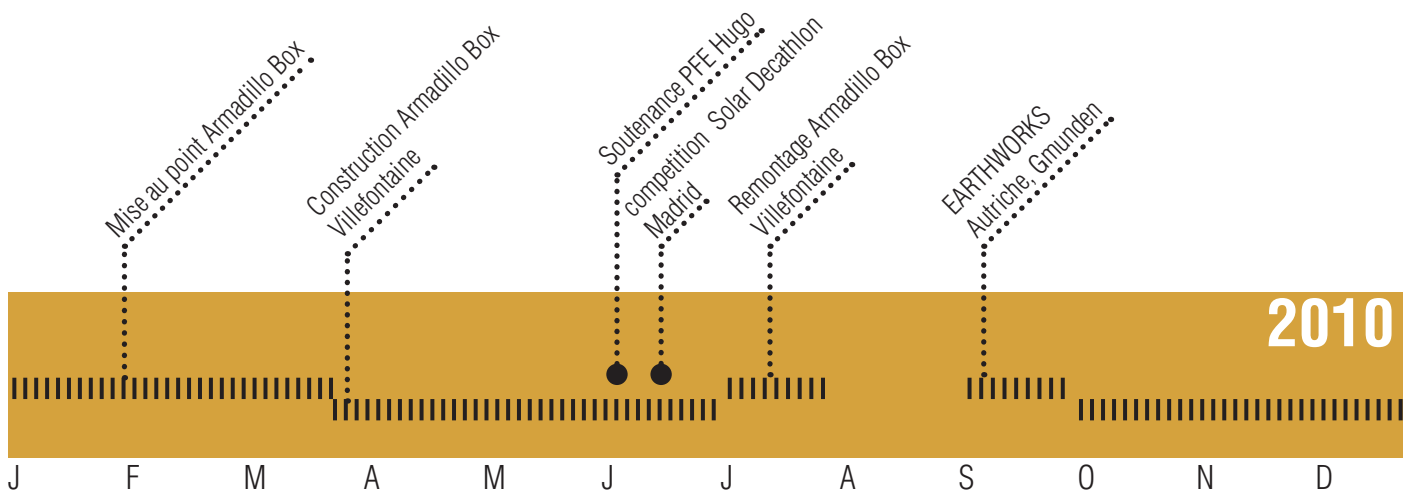 Mise au point Armadillo Box
Construction Armadillo Box
Villefontaine
Soutenance PFE Hugo
competition Solar Decathlon
Madrid
Remontage Armadillo Box
Villefontaine
EARTHWORKS
Autriche, Gmunden
2010
J F M A M J J A S O N D